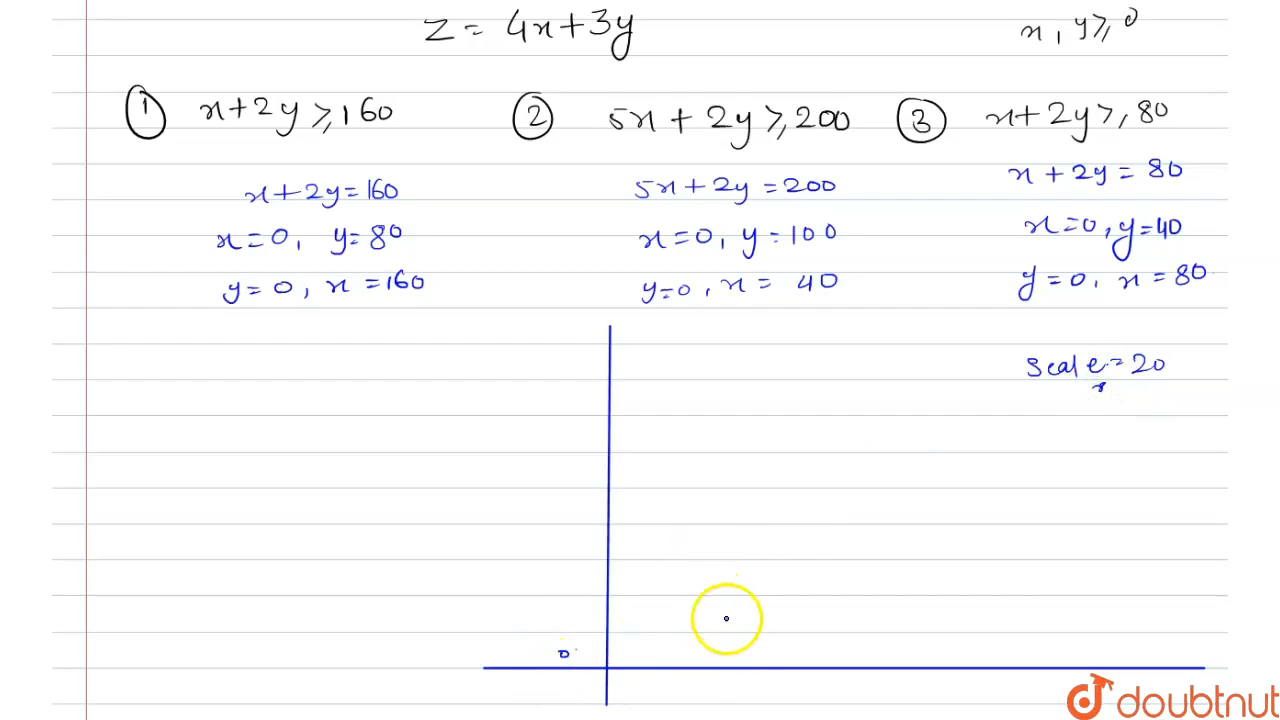 z = 4x+3y
x, y ≥ 0
① x+2y ≥ 160
② 5x + 2y ≥ 200
③ x+2y ≥ 80
x+2y=160
5x+2y=200
x+2y=80
x=0, y=80
x=0, y=100
x=0, y=40
y=0, x=160
y=0, x=40
y=0, x=80
Scale=20
0
doubtnut